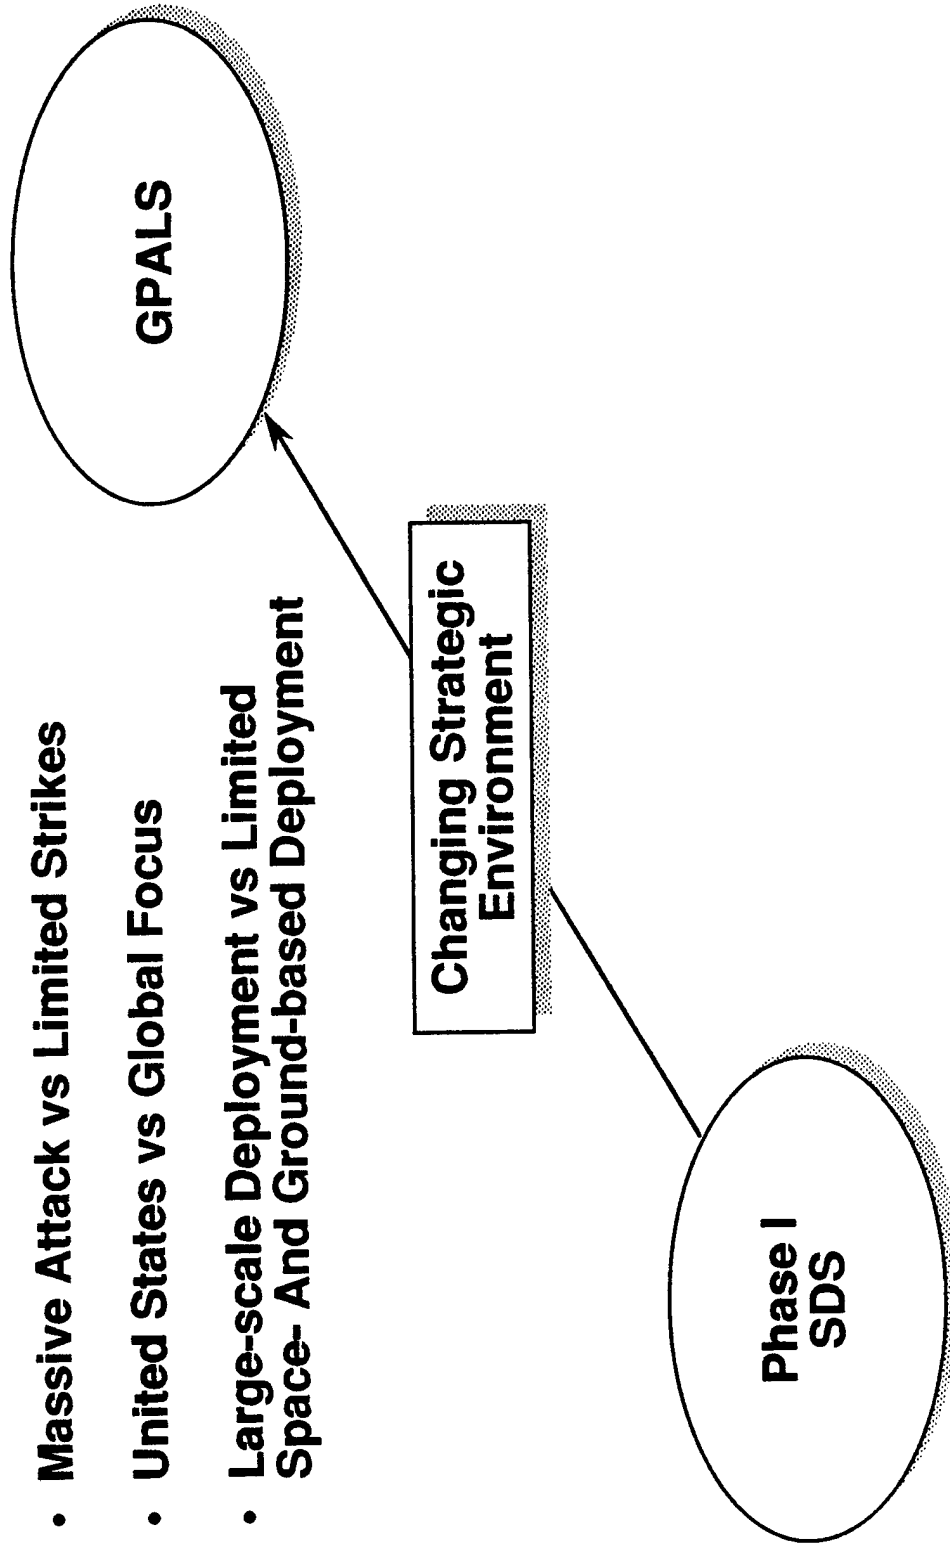 • Massive Attack vs Limited Strikes
• United States vs Global Focus
• Large-scale Deployment vs Limited
Space- And Ground-based Deployment
GPALS
Changing Strategic
Environment
Phase I
SDS